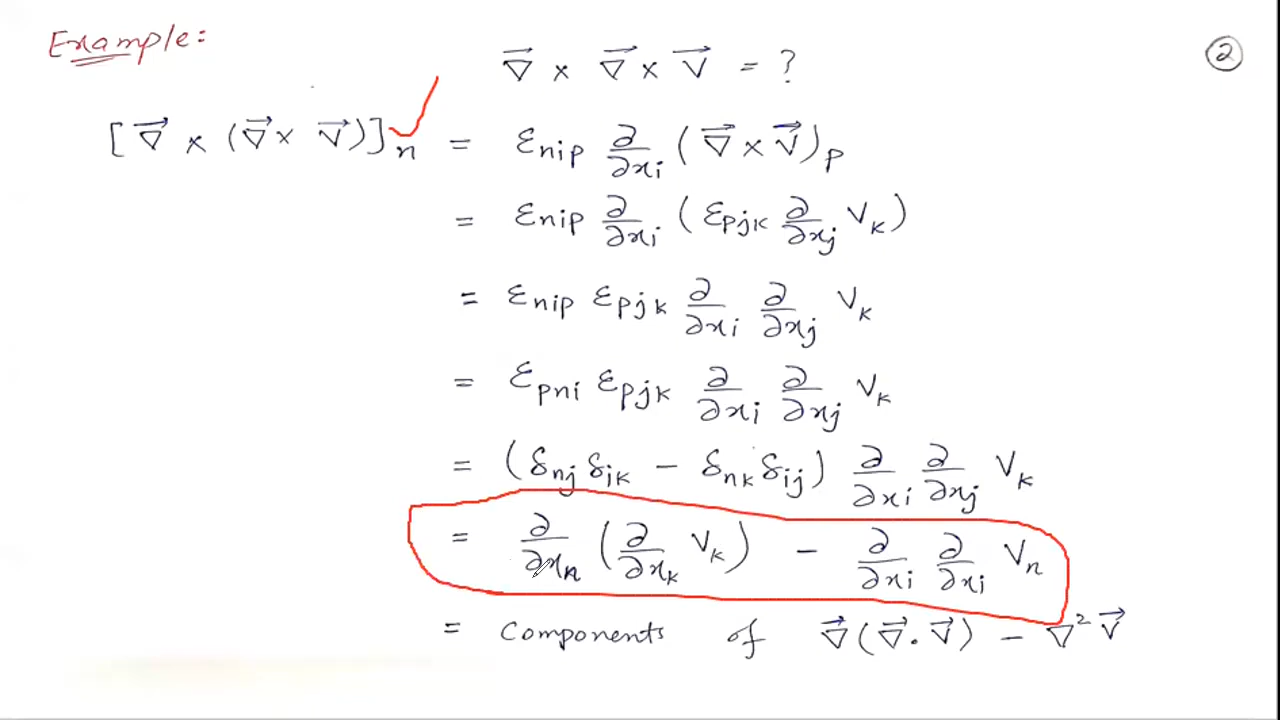 Example:
②
∇⃗ × ∇⃗ × V⃗ = ?
[∇⃗ × (∇⃗ × V⃗)]ₙ = εnip ∂/∂xi (∇⃗ × V⃗)p
= εnip ∂/∂xi (εpjk ∂/∂xj Vk)
= εnip εpjk ∂/∂xi ∂/∂xj Vk
= εpni εpjk ∂/∂xi ∂/∂xj Vk
= (δnj δik − δnk δij) ∂/∂xi ∂/∂xj Vk
= ∂/∂xn (∂/∂xk Vk) − ∂/∂xi ∂/∂xi Vn
= Components of ∇⃗(∇⃗.V⃗) − ∇² V⃗